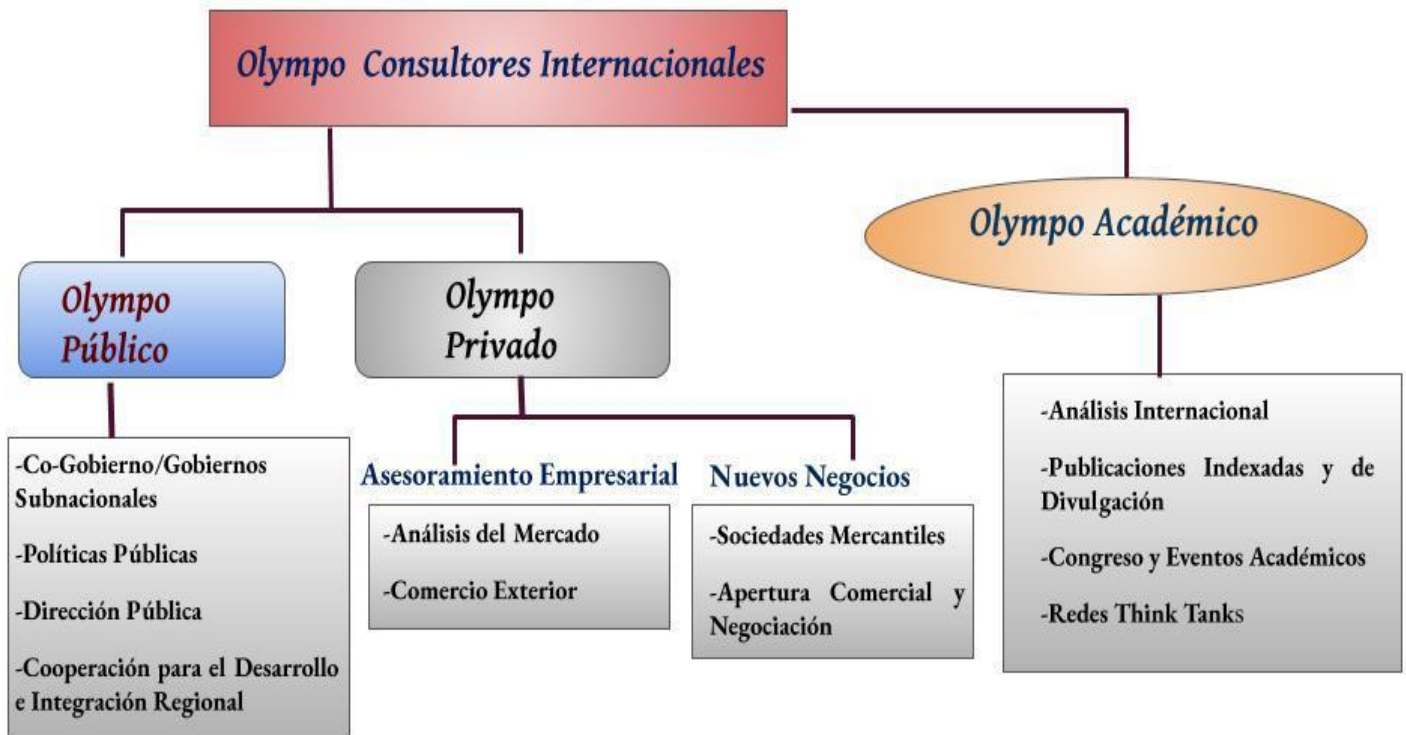 Olympo Consultores Internacionales
Olympo Académico
Olympo
Público
Olympo
Privado
-Co-Gobierno/Gobiernos
Subnacionales
-Políticas Públicas
-Dirección Pública
-Cooperación para el Desarrollo
e Integración Regional
Asesoramiento Empresarial
-Análisis del Mercado
-Comercio Exterior
Nuevos Negocios
-Sociedades Mercantiles
-Apertura Comercial y
Negociación
-Análisis Internacional
-Publicaciones Indexadas y de
Divulgación
-Congreso y Eventos Académicos
-Redes Think Tanks